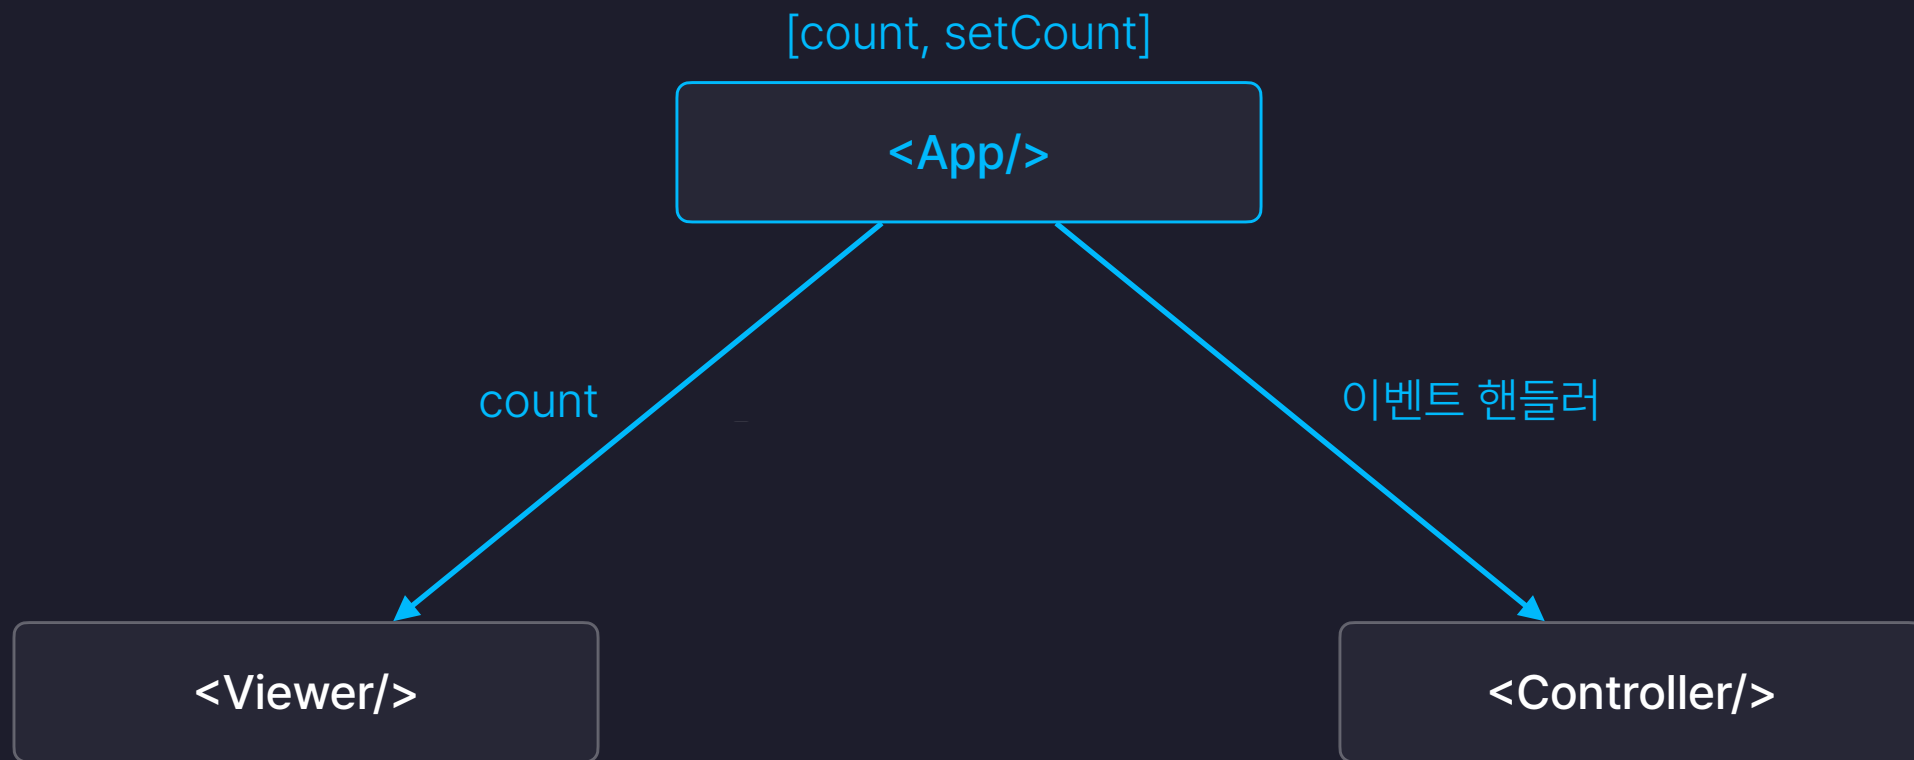 [count, setCount]
<App/>
count
이벤트 핸들러
<Viewer/>
<Controller/>